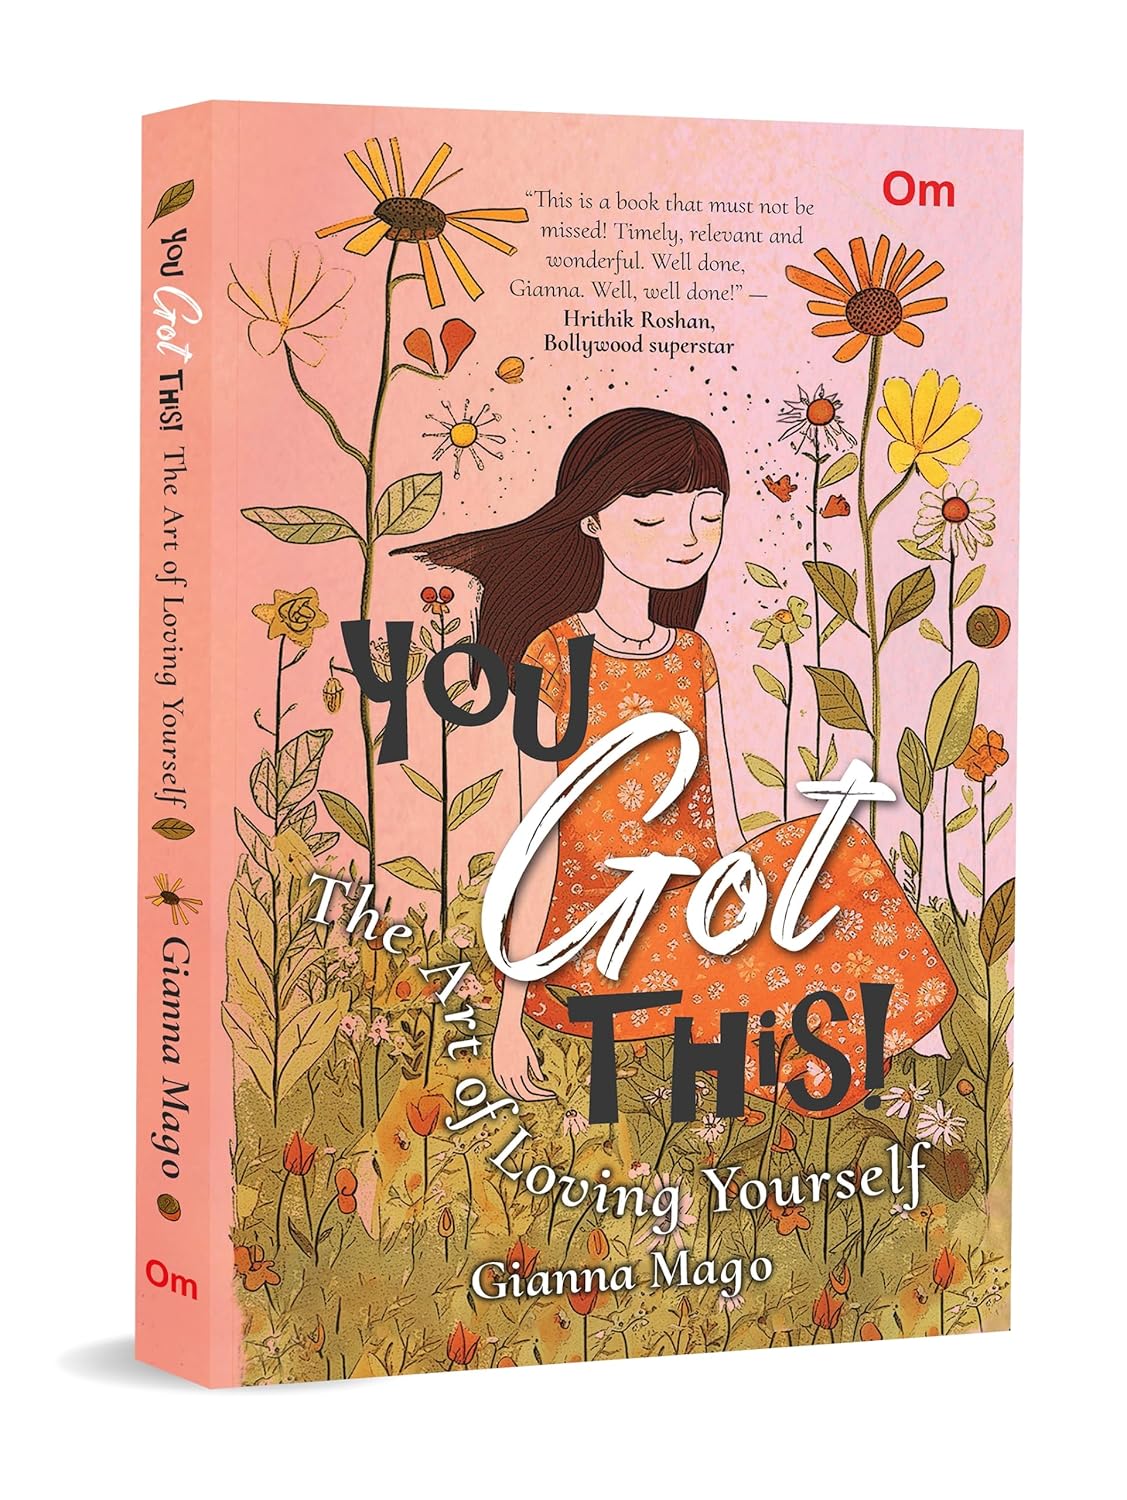 YOU Got THiS! The Art of Loving Yourself
Gianna Mago
Om
Om
“This is a book that must not be
missed! Timely, relevant and
wonderful. Well done,
Gianna. Well, well done!” —
Hrithik Roshan,
Bollywood superstar
YOU
Got
THiS!
The Art of Loving Yourself
Gianna Mago